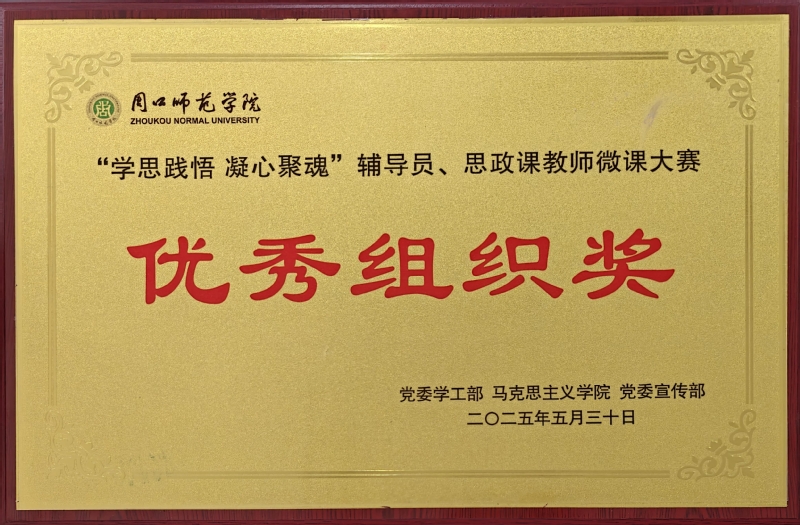 周口师范学院
ZHOUKOU NORMAL UNIVERSITY
“学思践悟 凝心聚魂”辅导员、思政课教师微课大赛
优秀组织奖
党委学工部 马克思主义学院 党委宣传部
二〇二五年五月三十日